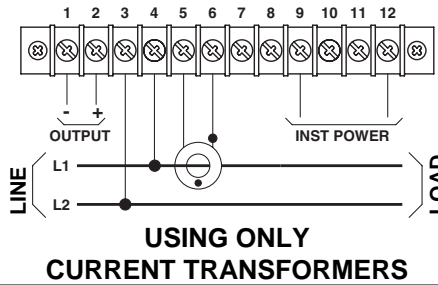 1 2 3 4 5 6 7 8 9 10 11 12
- +
OUTPUT
INST POWER
LINE
L1
L2
LOAD
USING ONLY
CURRENT TRANSFORMERS